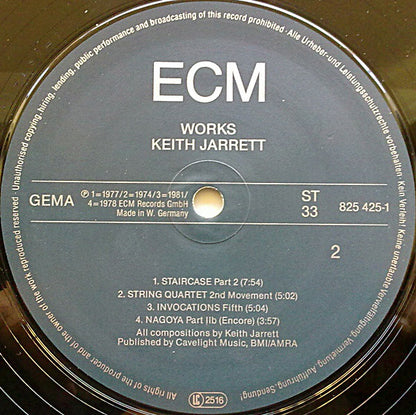 Unauthorised copying, hiring, lending, public performance and broadcasting of this record prohibited · Alle Urheber- und Leistungsschutzrechte vorbehalten. Kein Verleih! Keine unerlaubte Vervielfältigung, Vermietung, Aufführung, Sendung!
ECM
WORKS
KEITH JARRETT
GEMA
Ⓟ 1=1977/2=1974/3=1981/
4=1978 ECM Records GmbH
Made in W. Germany
ST
33
825 425-1
2
1. STAIRCASE Part 2 (7:54)
2. STRING QUARTET 2nd Movement (5:02)
3. INVOCATIONS Fifth (5:04)
4. NAGOYA Part IIb (Encore) (3:57)
All compositions by Keith Jarrett
Published by Cavelight Music, BMI/AMRA
LC 2516
All rights of the producer and of the owner of the work reproduced reserved.